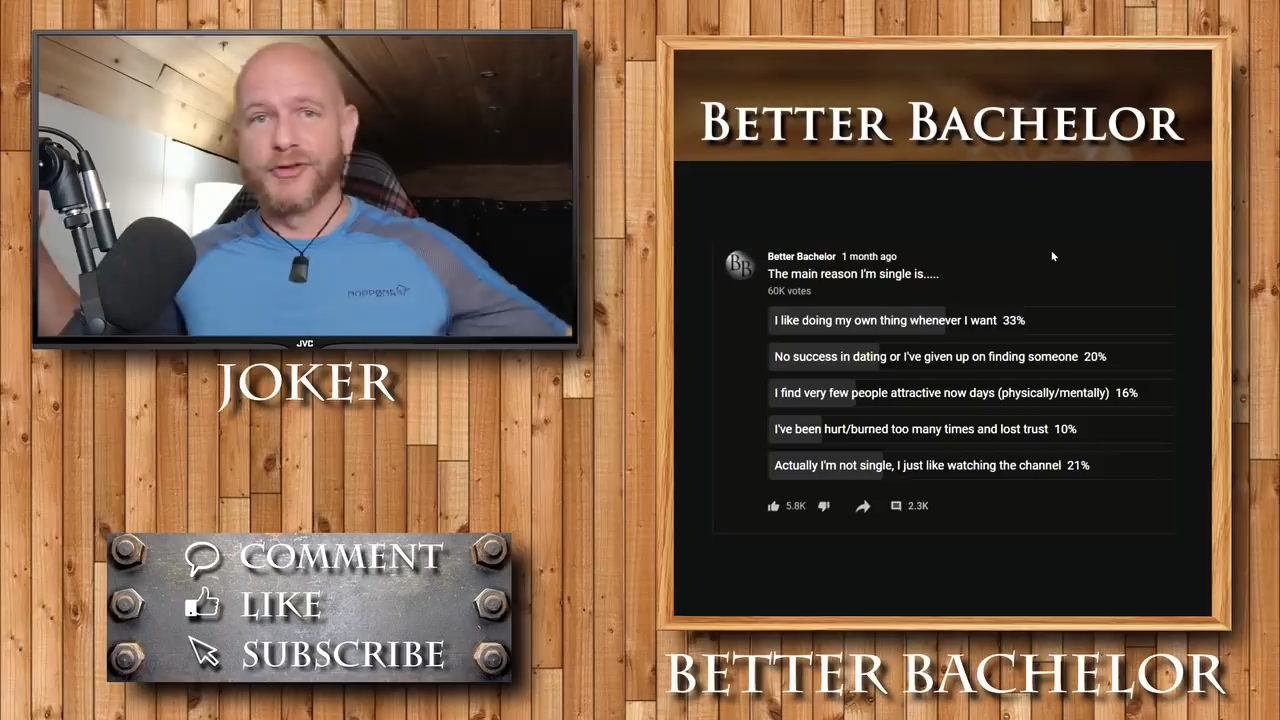 JVC
JOKER
COMMENT
LIKE
SUBSCRIBE
BETTER BACHELOR
BB
Better Bachelor 1 month ago
The main reason I'm single is.....
60K votes
I like doing my own thing whenever I want 33%
No success in dating or I've given up on finding someone 20%
I find very few people attractive now days (physically/mentally) 16%
I've been hurt/burned too many times and lost trust 10%
Actually I'm not single, I just like watching the channel 21%
5.8K 2.3K
BETTER BACHELOR